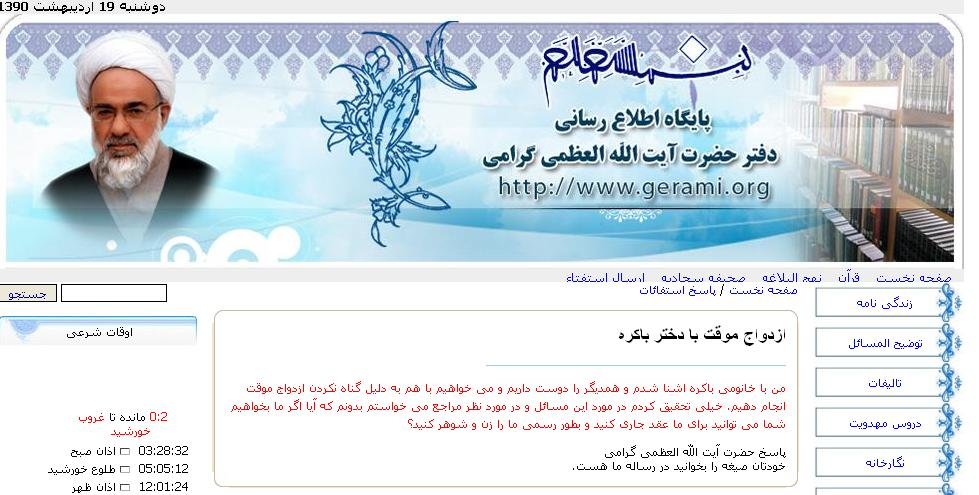 دوشنبه 19 اردیبهشت 1390
پایگاه اطلاع رسانی
دفتر حضرت آیت الله العظمی گرامی
http://www.gerami.org
صفحه نخست قرآن نهج البلاغه صحیفه سجادیه ارسال استفتاء
صفحه نخست / پاسخ استفتائات
جستجو
زندگی نامه
توضیح المسائل
تالیفات
دروس مهدویت
نگارخانه
ازدواج موقت با دختر باکره
من با خانومی باکره اشنا شدم و همدیگر را دوست داریم و می خواهیم با هم به دلیل گناه نکردن ازدواج موقت
انجام دهیم. خیلی تحقیق کردم در مورد این مسائل و در مورد نظر مراجع می خواستم بدونم که آیا اگر ما بخواهیم
شما می توانید برای ما عقد جاری کنید و بطور رسمی ما را زن و شوهر کنید؟
پاسخ حضرت آیت الله العظمی گرامی
خودتان صیغه را بخوانید در رساله ما هست.
اوقات شرعی
0:2 مانده تا غروب
خورشید
03:28:32 اذان صبح
05:05:12 طلوع خورشید
12:01:24 اذان ظهر